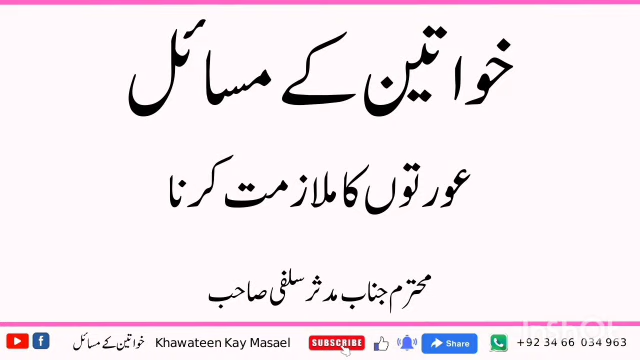 خواتین کے مسائل
عورتوں کا ملازمت کرنا
محترم جناب مدثر سلفی صاحب
خواتین کے مسائل Khawateen Kay Masael SUBSCRIBE Share +92 34 66 034 963
InShOt